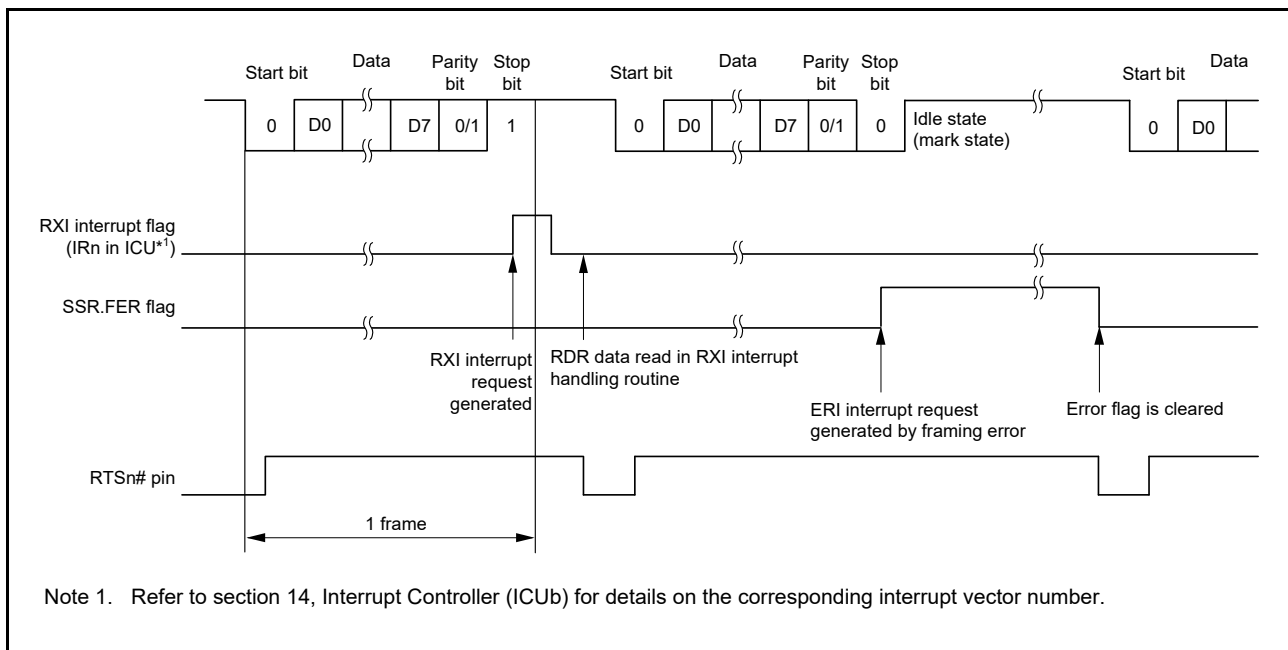 Start bit
Data
Parity
bit
Stop
bit
Start bit
Data
Parity
bit
Stop
bit
Start bit
Data
0
D0
D7
0/1
1
0
D0
D7
0/1
0
Idle state
(mark state)
0
D0
RXI interrupt flag
(IRn in ICU*1)
SSR.FER flag
RXI interrupt
request
generated
RDR data read in RXI interrupt
handling routine
ERI interrupt request
generated by framing error
Error flag is cleared
RTSn# pin
1 frame
Note 1. Refer to section 14, Interrupt Controller (ICUb) for details on the corresponding interrupt vector number.